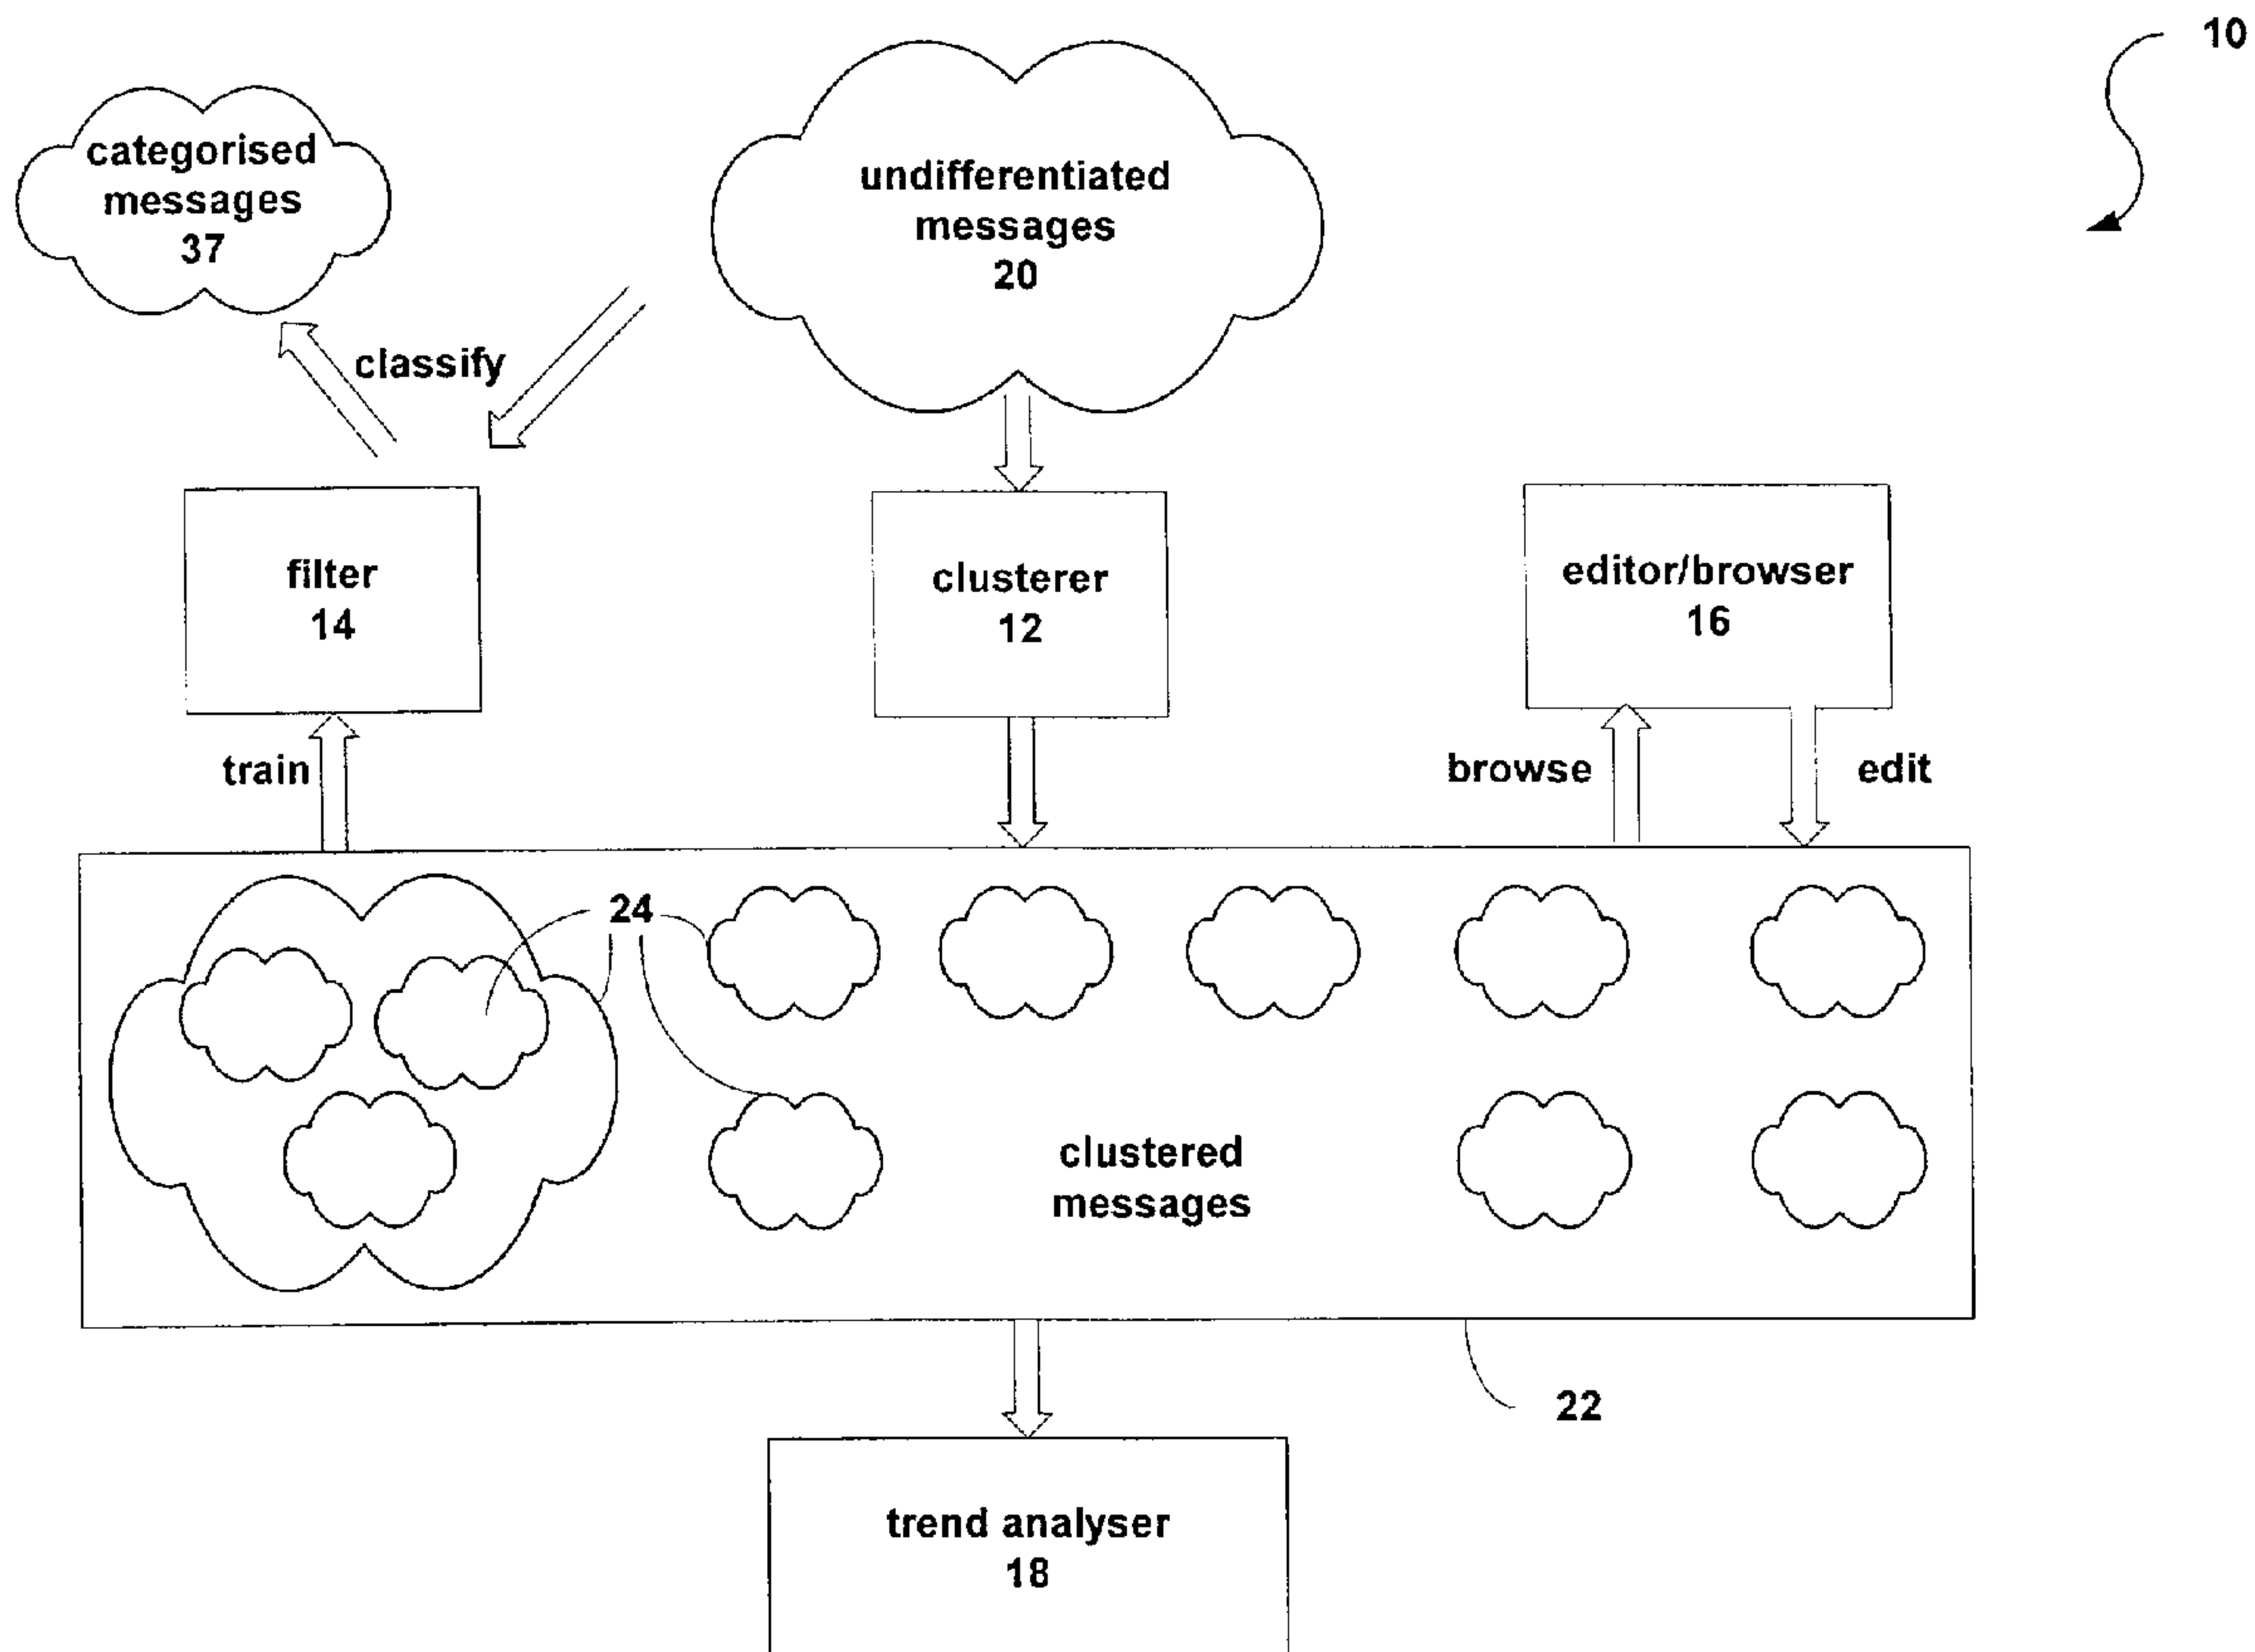 10
categorised
messages
37
undifferentiated
messages
20
classify
filter
14
clusterer
12
editor/browser
16
train
browse
edit
24
clustered
messages
22
trend analyser
18